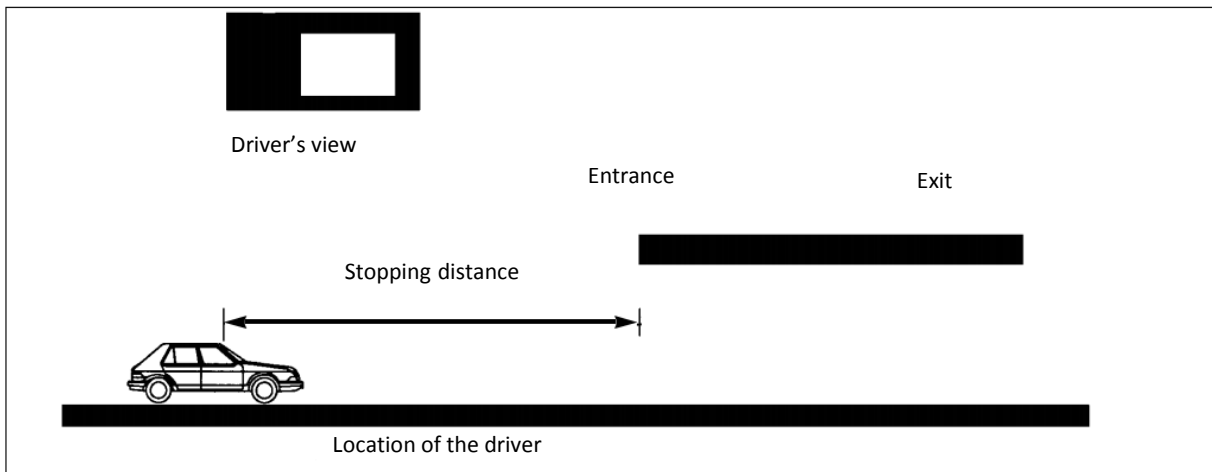 Driver's view
Entrance
Exit
Stopping distance
Location of the driver